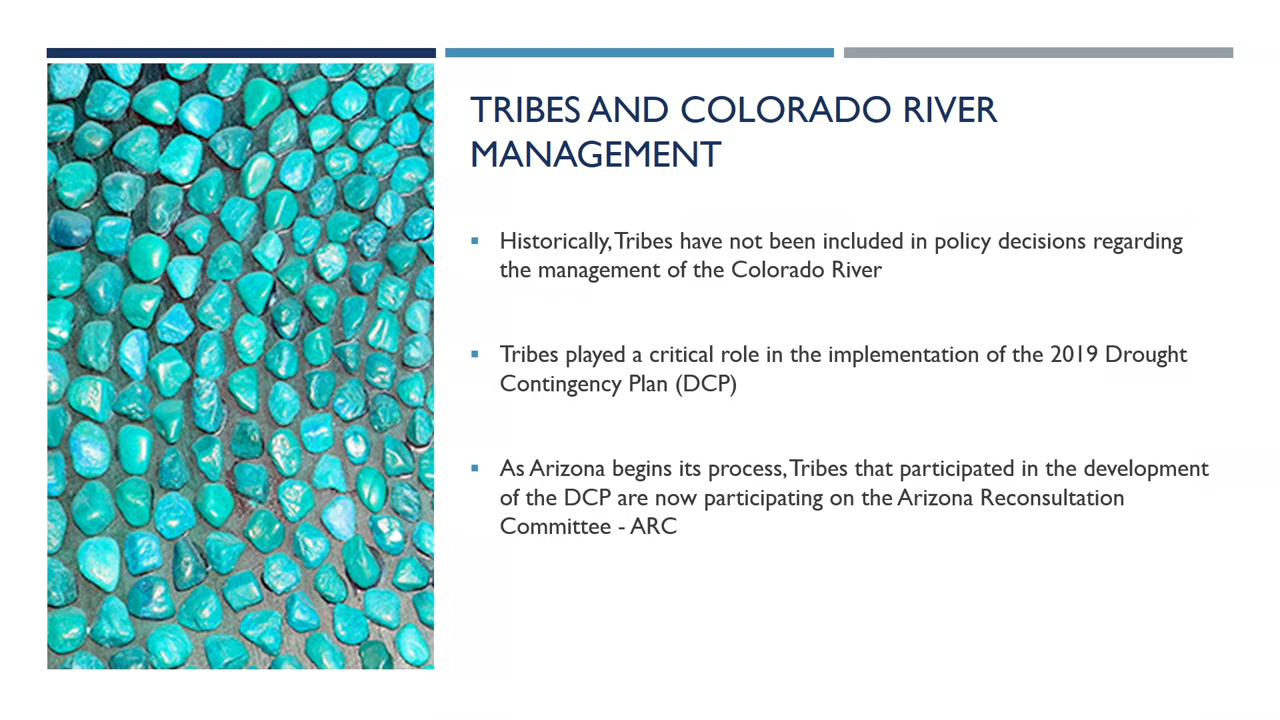 TRIBES AND COLORADO RIVER
MANAGEMENT
▪ Historically, Tribes have not been included in policy decisions regarding
the management of the Colorado River
▪ Tribes played a critical role in the implementation of the 2019 Drought
Contingency Plan (DCP)
▪ As Arizona begins its process, Tribes that participated in the development
of the DCP are now participating on the Arizona Reconsultation
Committee - ARC